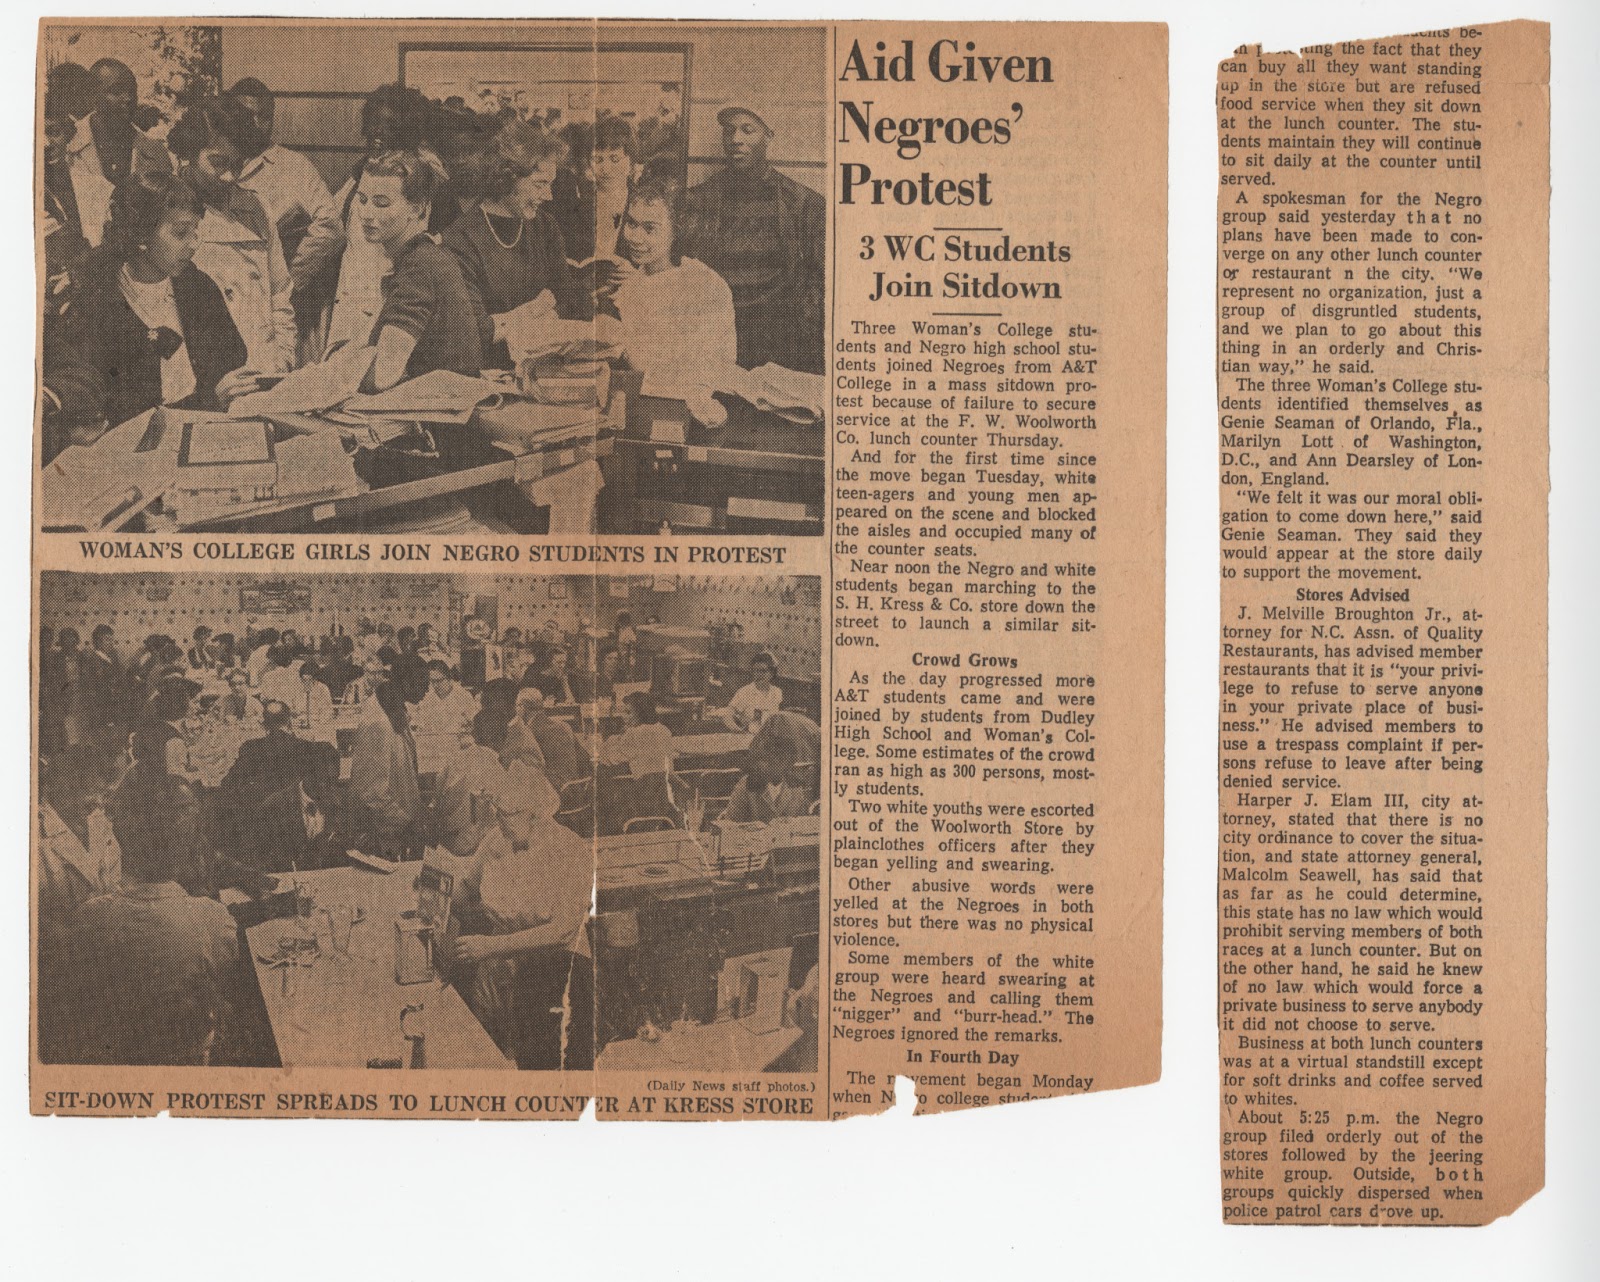 WOMAN'S COLLEGE GIRLS JOIN NEGRO STUDENTS IN PROTEST
(Daily News staff photos.)
SIT-DOWN PROTEST SPREADS TO LUNCH COUNTER AT KRESS STORE
Aid Given
Negroes'
Protest
3 WC Students
Join Sitdown
Three Woman's College stu-
dents and Negro high school stu-
dents joined Negroes from A&T
College in a mass sitdown pro-
test because of failure to secure
service at the F. W. Woolworth
Co. lunch counter Thursday.
And for the first time since
the move began Tuesday, white
teen-agers and young men ap-
peared on the scene and blocked
the aisles and occupied many of
the counter seats.
Near noon the Negro and white
students began marching to the
S. H. Kress & Co. store down the
street to launch a similar sit-
down.
Crowd Grows
As the day progressed more
A&T students came and were
joined by students from Dudley
High School and Woman's Col-
lege. Some estimates of the crowd
ran as high as 300 persons, most-
ly students.
Two white youths were escorted
out of the Woolworth Store by
plainclothes officers after they
began yelling and swearing.
Other abusive words were
yelled at the Negroes in both
stores but there was no physical
violence.
Some members of the white
group were heard swearing at
the Negroes and calling them
"nigger" and "burr-head." The
Negroes ignored the remarks.
In Fourth Day
The movement began Monday
when Negro college
be-
the fact that they
can buy all they want standing
up in the store but are refused
food service when they sit down
at the lunch counter. The stu-
dents maintain they will continue
to sit daily at the counter until
served.
A spokesman for the Negro
group said yesterday that no
plans have been made to con-
verge on any other lunch counter
or restaurant n the city. "We
represent no organization, just a
group of disgruntled students,
and we plan to go about this
thing in an orderly and Chris-
tian way," he said.
The three Woman's College stu-
dents identified themselves as
Genie Seaman of Orlando, Fla.,
Marilyn Lott of Washington,
D.C., and Ann Dearsley of Lon-
don, England.
"We felt it was our moral obli-
gation to come down here," said
Genie Seaman. They said they
would appear at the store daily
to support the movement.
Stores Advised
J. Melville Broughton Jr., at-
torney for N.C. Assn. of Quality
Restaurants, has advised member
restaurants that it is "your privi-
lege to refuse to serve anyone
in your private place of busi-
ness." He advised members to
use a trespass complaint if per-
sons refuse to leave after being
denied service.
Harper J. Elam III, city at-
torney, stated that there is no
city ordinance to cover the situa-
tion, and state attorney general,
Malcolm Seawell, has said that
as far as he could determine,
this state has no law which would
prohibit serving members of both
races at a lunch counter. But on
the other hand, he said he knew
of no law which would force a
private business to serve anybody
it did not choose to serve.
Business at both lunch counters
was at a virtual standstill except
for soft drinks and coffee served
to whites.
About 5:25 p.m. the Negro
group filed orderly out of the
stores followed by the jeering
white group. Outside, both
groups quickly dispersed when
police patrol cars drove up.